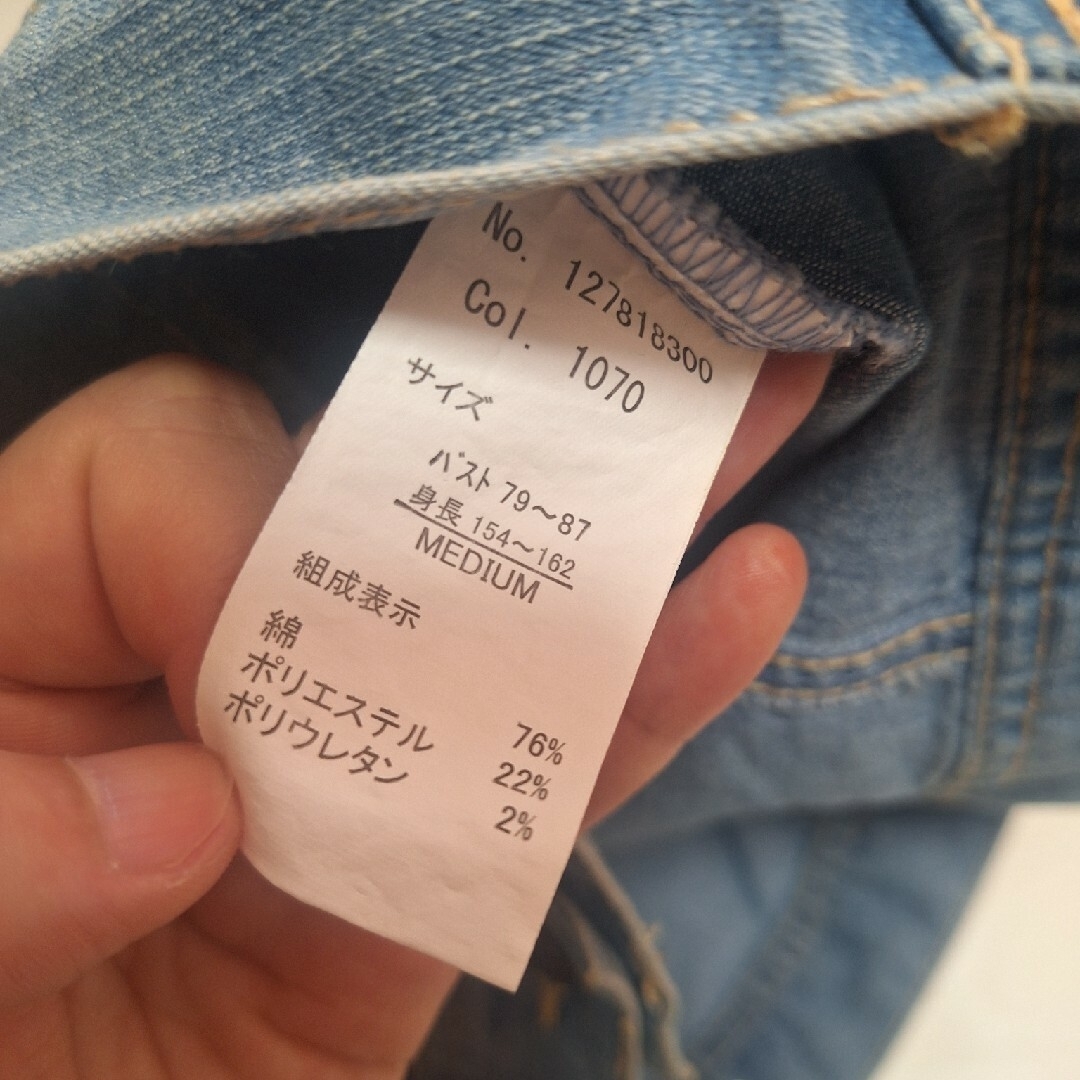 No. 127818300
Col. 1070
サイズ
バスト 79～87
身長 154～162
MEDIUM
組成表示
綿 76%
ポリエステル 22%
ポリウレタン 2%